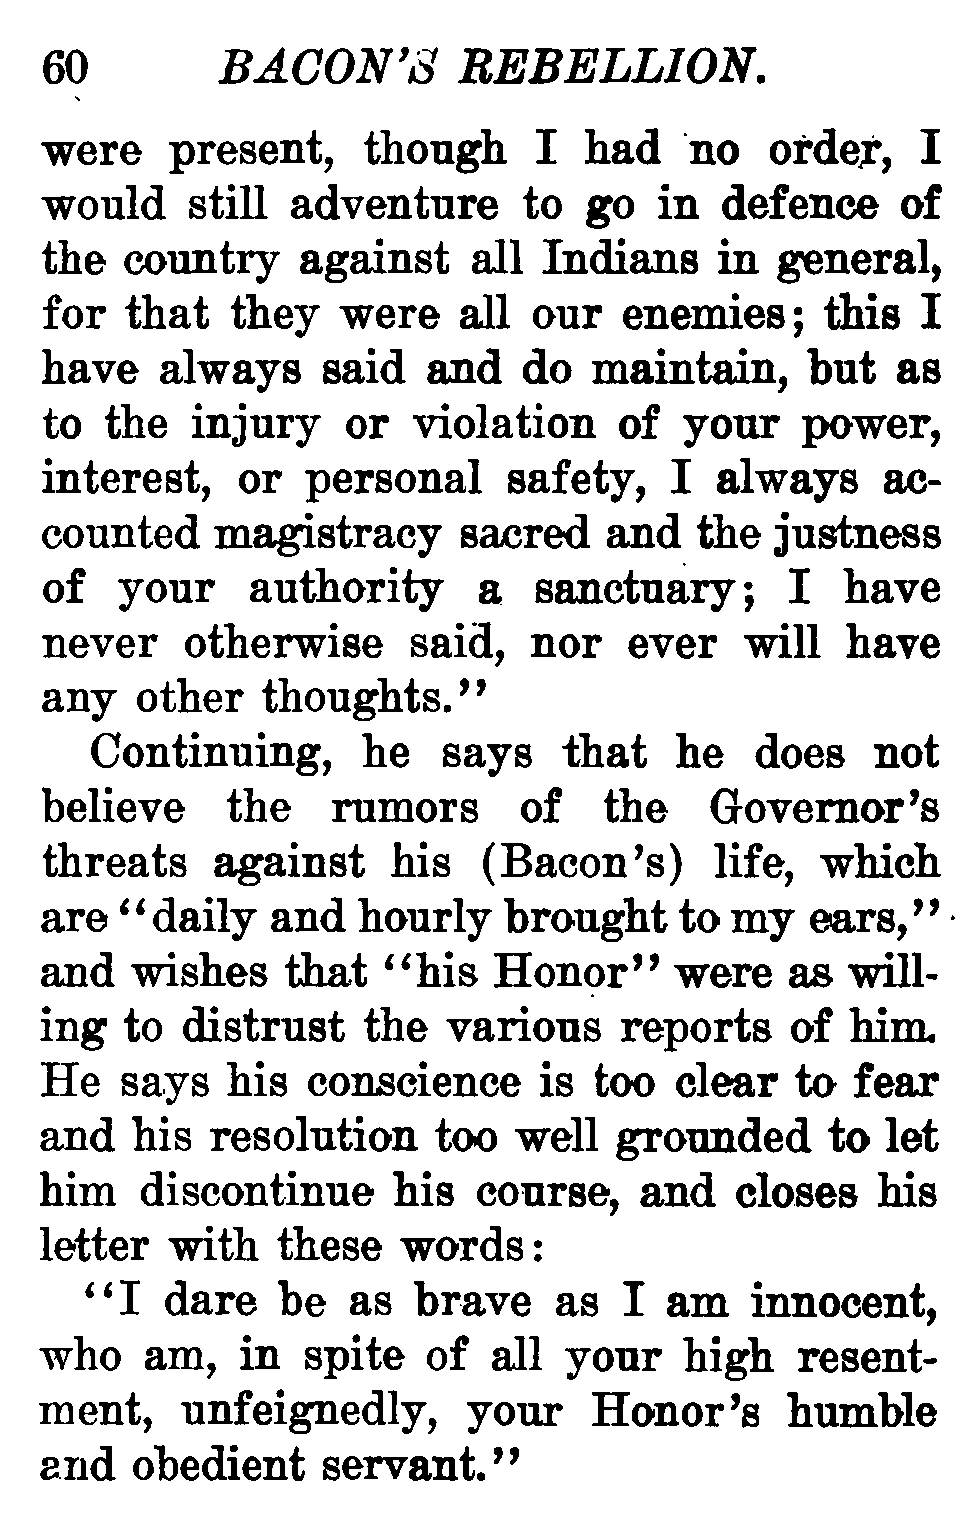 60 BACON'S REBELLION.
were present, though I had no order, I
would still adventure to go in defence of
the country against all Indians in general,
for that they were all our enemies; this I
have always said and do maintain, but as
to the injury or violation of your power,
interest, or personal safety, I always ac-
counted magistracy sacred and the justness
of your authority a sanctuary; I have
never otherwise said, nor ever will have
any other thoughts."
Continuing, he says that he does not
believe the rumors of the Governor's
threats against his (Bacon's) life, which
are "daily and hourly brought to my ears,"
and wishes that "his Honor" were as will-
ing to distrust the various reports of him.
He says his conscience is too clear to fear
and his resolution too well grounded to let
him discontinue his course, and closes his
letter with these words:
"I dare be as brave as I am innocent,
who am, in spite of all your high resent-
ment, unfeignedly, your Honor's humble
and obedient servant."